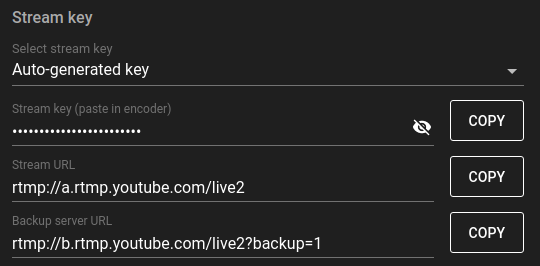 Stream key
Select stream key
Auto-generated key
Stream key (paste in encoder)
••••••••••••••••••••••••
COPY
Stream URL
rtmp://a.rtmp.youtube.com/live2
COPY
Backup server URL
rtmp://b.rtmp.youtube.com/live2?backup=1
COPY